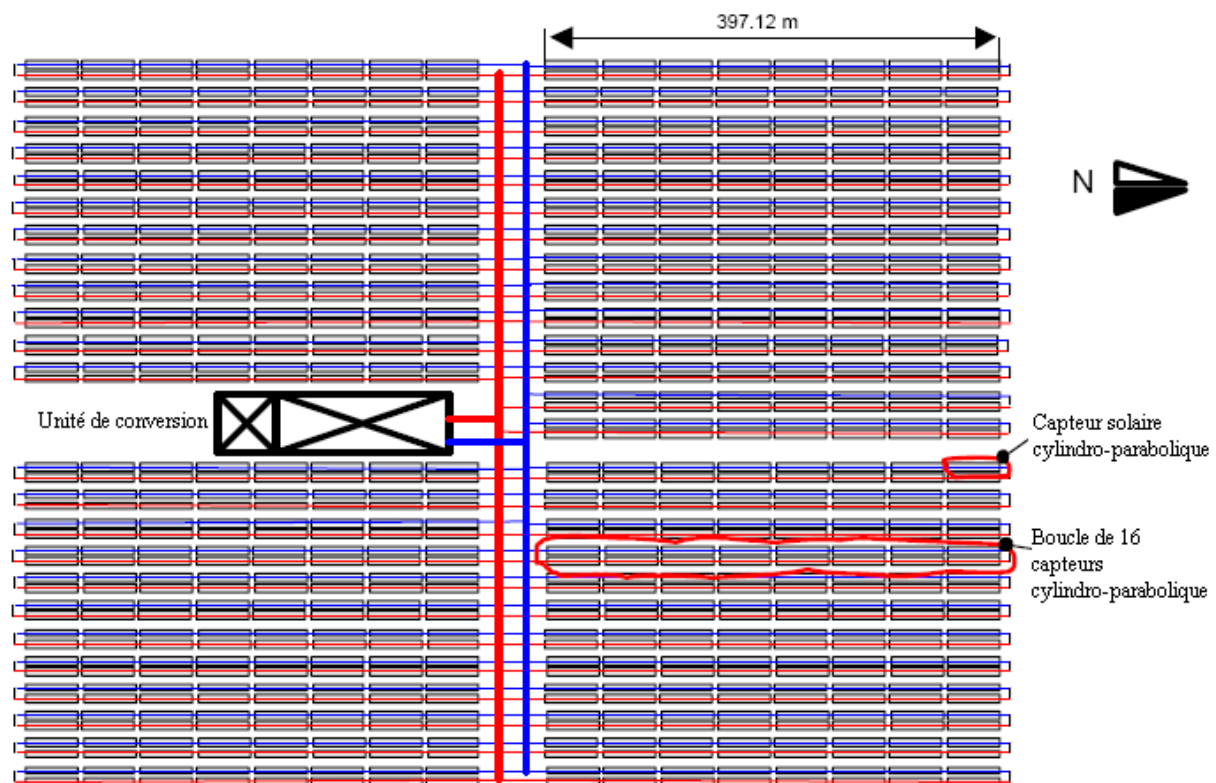 397.12 m
N
Unité de conversion
Capteur solaire
cylindro-parabolique
Boucle de 16
capteurs
cylindro-parabolique